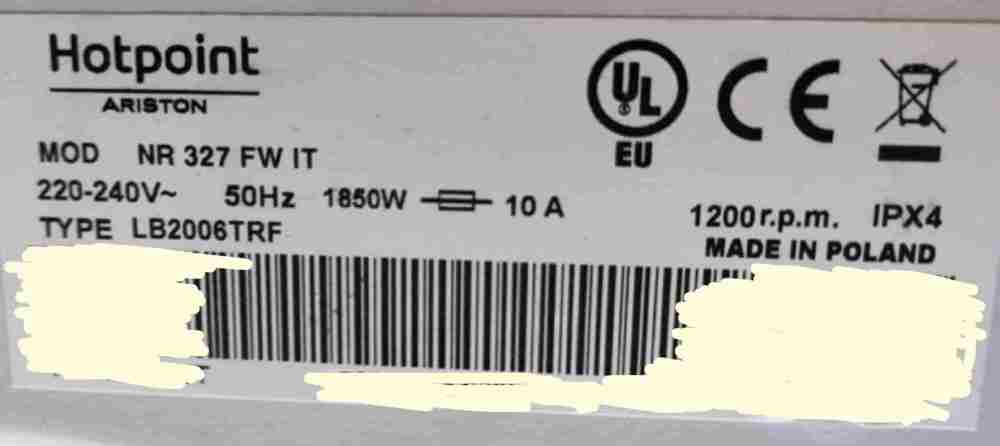 Hotpoint
ARISTON
UL
EU
CE
MOD NR 327 FW IT
220-240V~ 50Hz 1850W 10 A
TYPE LB2006TRF
1200 r.p.m. IPX4
MADE IN POLAND